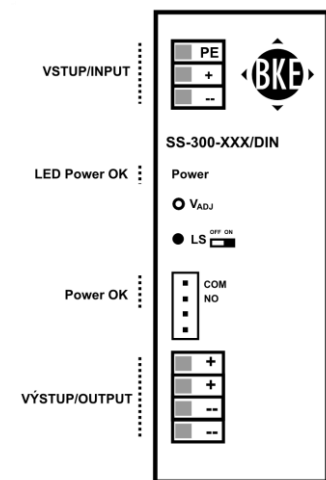 VSTUP/INPUT
PE
+
--
BKE
SS-300-XXX/DIN
LED Power OK
Power
VADJ
LS
OFF ON
Power OK
COM
NO
VÝSTUP/OUTPUT
+
+
--
--